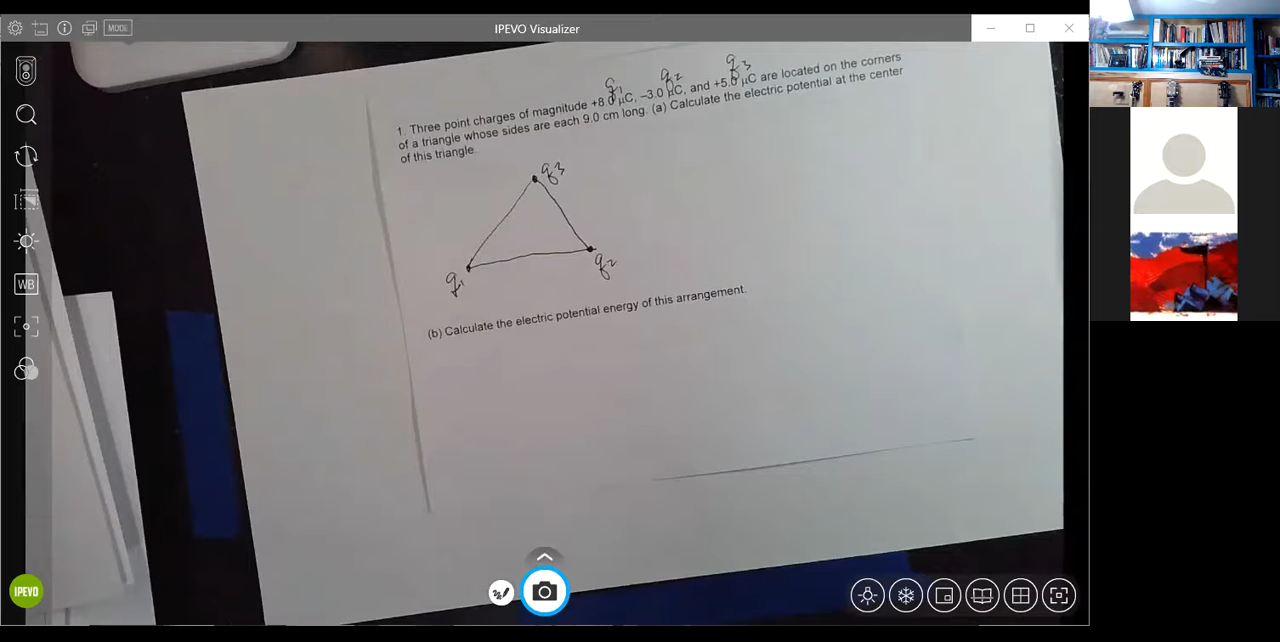 IPEVO Visualizer
MODE
q1 q2 q3
1. Three point charges of magnitude +8.0 μC, –3.0 μC, and +5.0 μC are located on the corners
of a triangle whose sides are each 9.0 cm long. (a) Calculate the electric potential at the center
of this triangle.
q3
q1
q2
(b) Calculate the electric potential energy of this arrangement.
WB
IPEVO